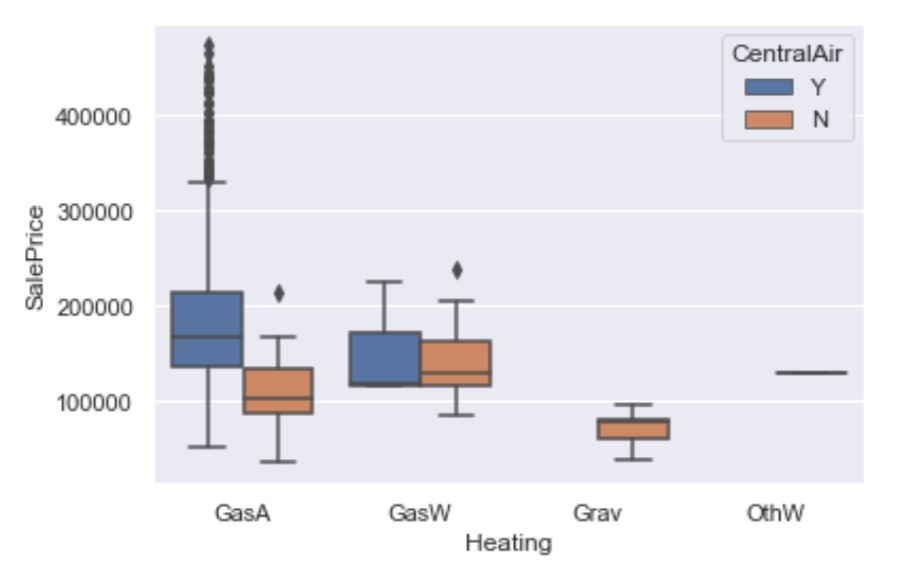 CentralAir
Y
N
SalePrice
400000
300000
200000
100000
GasA GasW Grav OthW
Heating